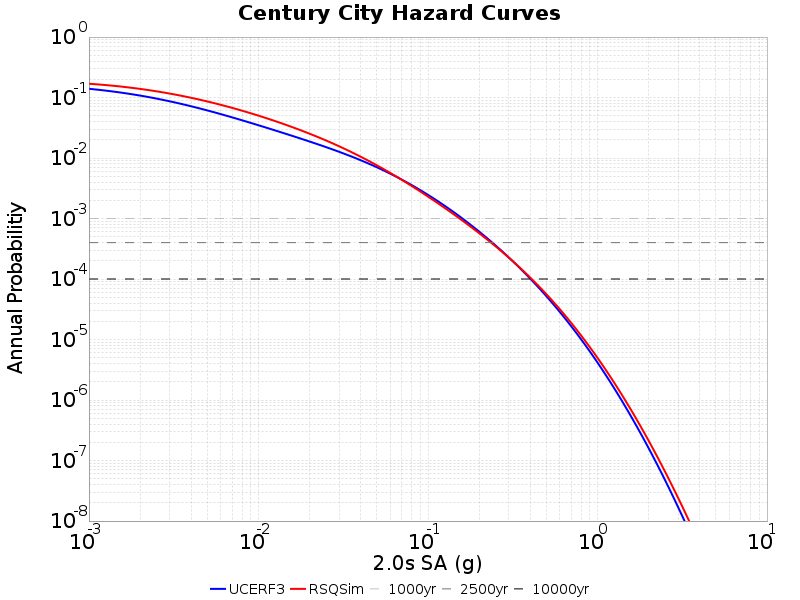 Century City Hazard Curves
Annual Probabilitiy
10^0
10^-1
10^-2
10^-3
10^-4
10^-5
10^-6
10^-7
10^-8
10^-3 10^-2 10^-1 10^0 10^1
2.0s SA (g)
UCERF3 RSQSim 1000yr 2500yr 10000yr